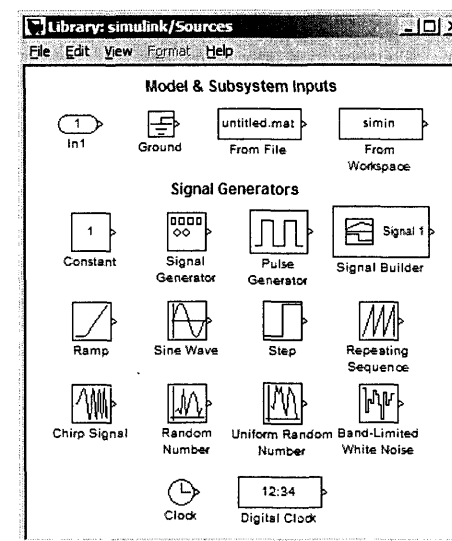 Library: simulink/Sources
File Edit View Format Help
Model & Subsystem Inputs
1 untitled.mat simin
In1 Ground From File From Workspace
Signal Generators
1 Signal 1
Constant Signal Generator Pulse Generator Signal Builder
Ramp Sine Wave Step Repeating Sequence
Chirp Signal Random Number Uniform Random Number Band-Limited White Noise
12:34
Clock Digital Clock